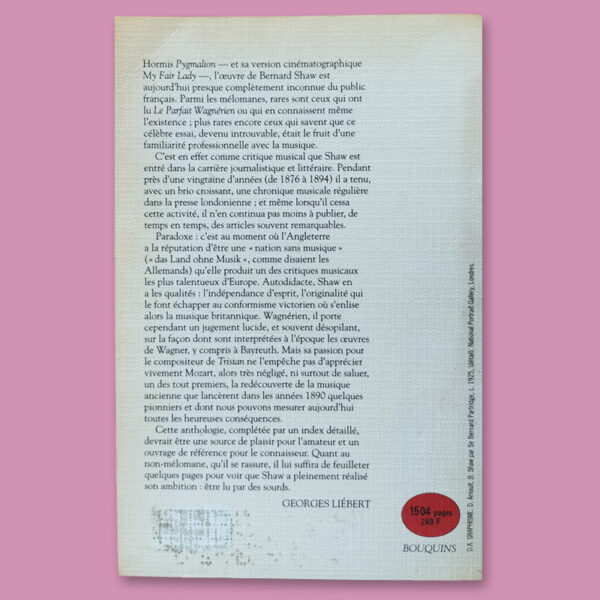 Hormis Pygmalion — et sa version cinématographique
My Fair Lady —, l'œuvre de Bernard Shaw est
aujourd'hui presque complètement inconnue du public
français. Parmi les mélomanes, rares sont ceux qui ont
lu Le Parfait Wagnérien ou qui en connaissent même
l'existence ; plus rares encore ceux qui savent que ce
célèbre essai, devenu introuvable, était le fruit d'une
familiarité professionnelle avec la musique.
C'est en effet comme critique musical que Shaw est
entré dans la carrière journalistique et littéraire. Pendant
près d'une vingtaine d'années (de 1876 à 1894) il a tenu,
avec un brio croissant, une chronique musicale régulière
dans la presse londonienne ; et même lorsqu'il cessa
cette activité, il n'en continua pas moins à publier, de
temps en temps, des articles souvent remarquables.
Paradoxe : c'est au moment où l'Angleterre
a la réputation d'être une « nation sans musique »
(« das Land ohne Musik », comme disaient les
Allemands) qu'elle produit un des critiques musicaux
les plus talentueux d'Europe. Autodidacte, Shaw en
a les qualités : l'indépendance d'esprit, l'originalité qui
le font échapper au conformisme victorien où s'enlise
alors la musique britannique. Wagnérien, il porte
cependant un jugement lucide, et souvent désopilant,
sur la façon dont sont interprétées à l'époque les œuvres
de Wagner, y compris à Bayreuth. Mais sa passion pour
le compositeur de Tristan ne l'empêche pas d'apprécier
vivement Mozart, alors très négligé, ni surtout de saluer,
un des tout premiers, la redécouverte de la musique
ancienne que lancèrent dans les années 1890 quelques
pionniers et dont nous pouvons mesurer aujourd'hui
toutes les heureuses conséquences.
Cette anthologie, complétée par un index détaillé,
devrait être une source de plaisir pour l'amateur et un
ouvrage de référence pour le connaisseur. Quant au
non-mélomane, qu'il se rassure, il lui suffira de feuilleter
quelques pages pour voir que Shaw a pleinement réalisé
son ambition : être lu par des sourds.
GEORGES LIÉBERT
1504 pages
249 F
BOUQUINS
D.A. GRAPHISME : D. Arnault, B. Shaw par Sir Bernard Partridge, c. 1925, (détail), National Portrait Gallery, Londres.